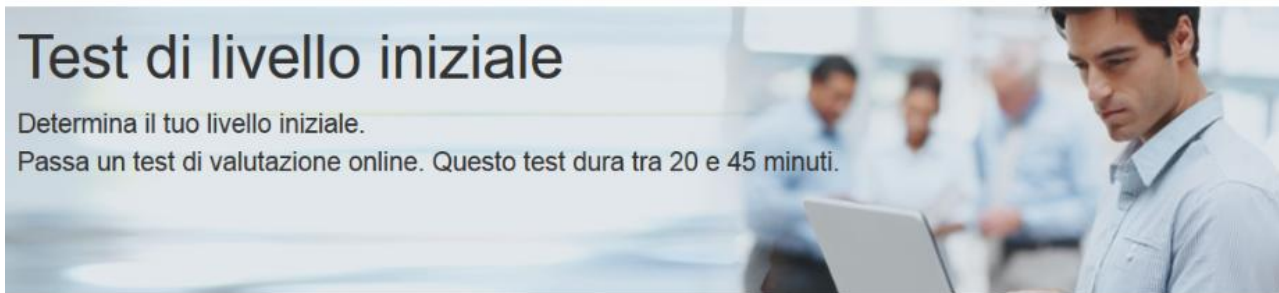 Test di livello iniziale
Determina il tuo livello iniziale.
Passa un test di valutazione online. Questo test dura tra 20 e 45 minuti.